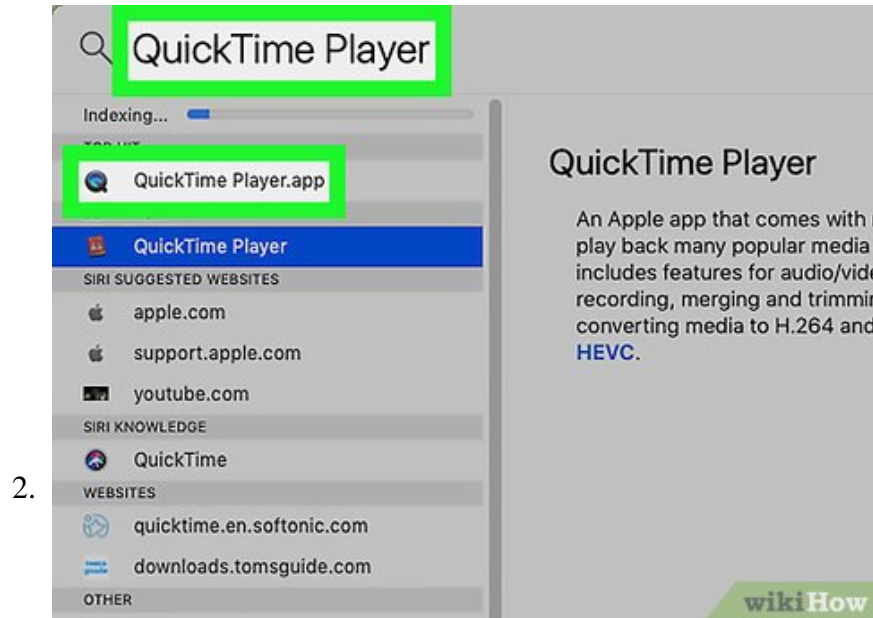 QuickTime Player
Indexing...
QuickTime Player.app
QuickTime Player
SIRI SUGGESTED WEBSITES
apple.com
support.apple.com
youtube.com
SIRI KNOWLEDGE
QuickTime
2.
WEBSITES
quicktime.en.softonic.com
downloads.tomsguide.com
OTHER
QuickTime Player
An Apple app that comes with
play back many popular media
includes features for audio/vide
recording, merging and trimmin
converting media to H.264 and
HEVC.
wikiHow